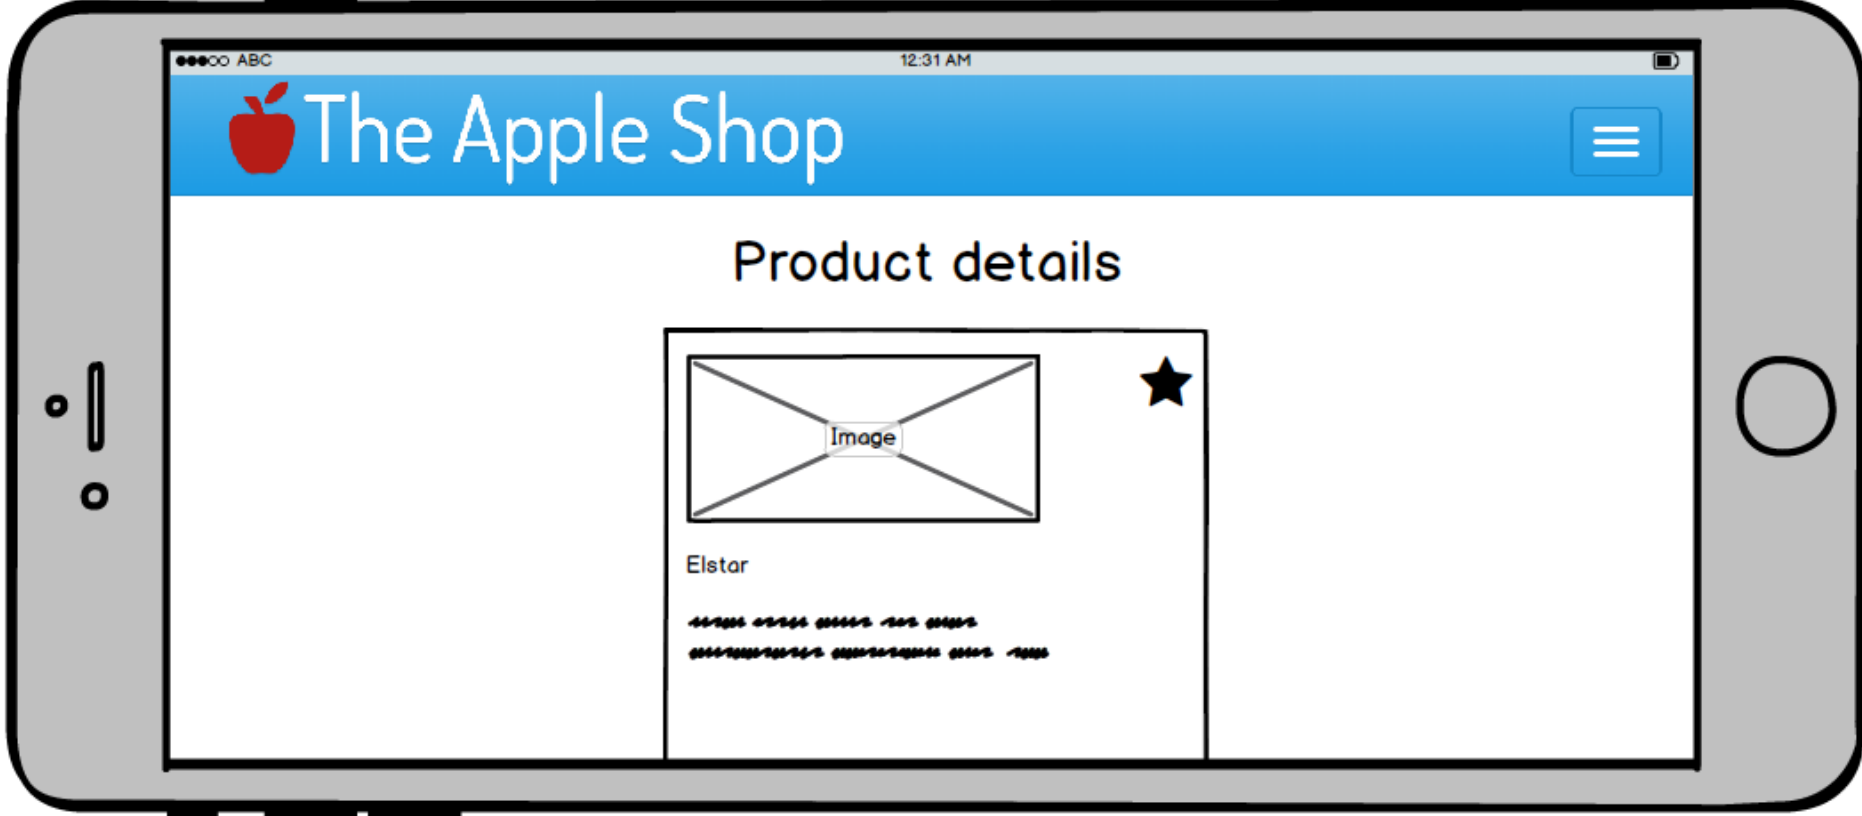 ABC
12:31 AM
The Apple Shop
Product details
Image
Elstar